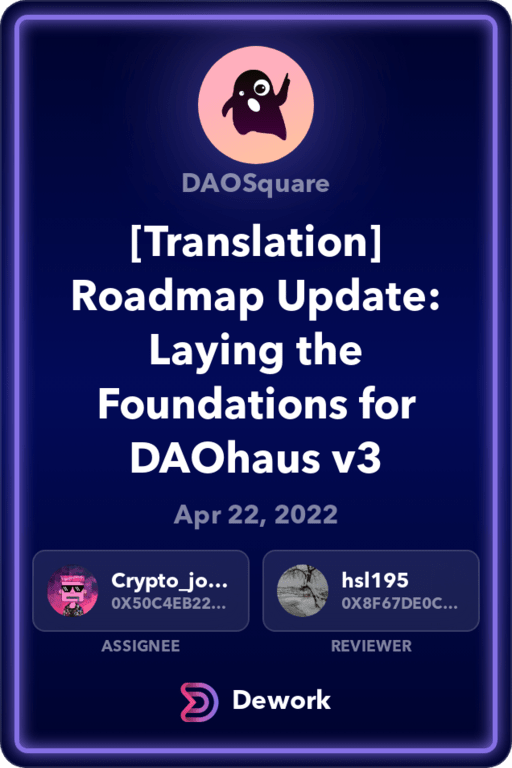 DAOSquare
[Translation]
Roadmap Update:
Laying the
Foundations for
DAOhaus v3
Apr 22, 2022
Crypto_jo...
0X50C4EB22...
hsl195
0X8F67DE0C...
ASSIGNEE
REVIEWER
Dework